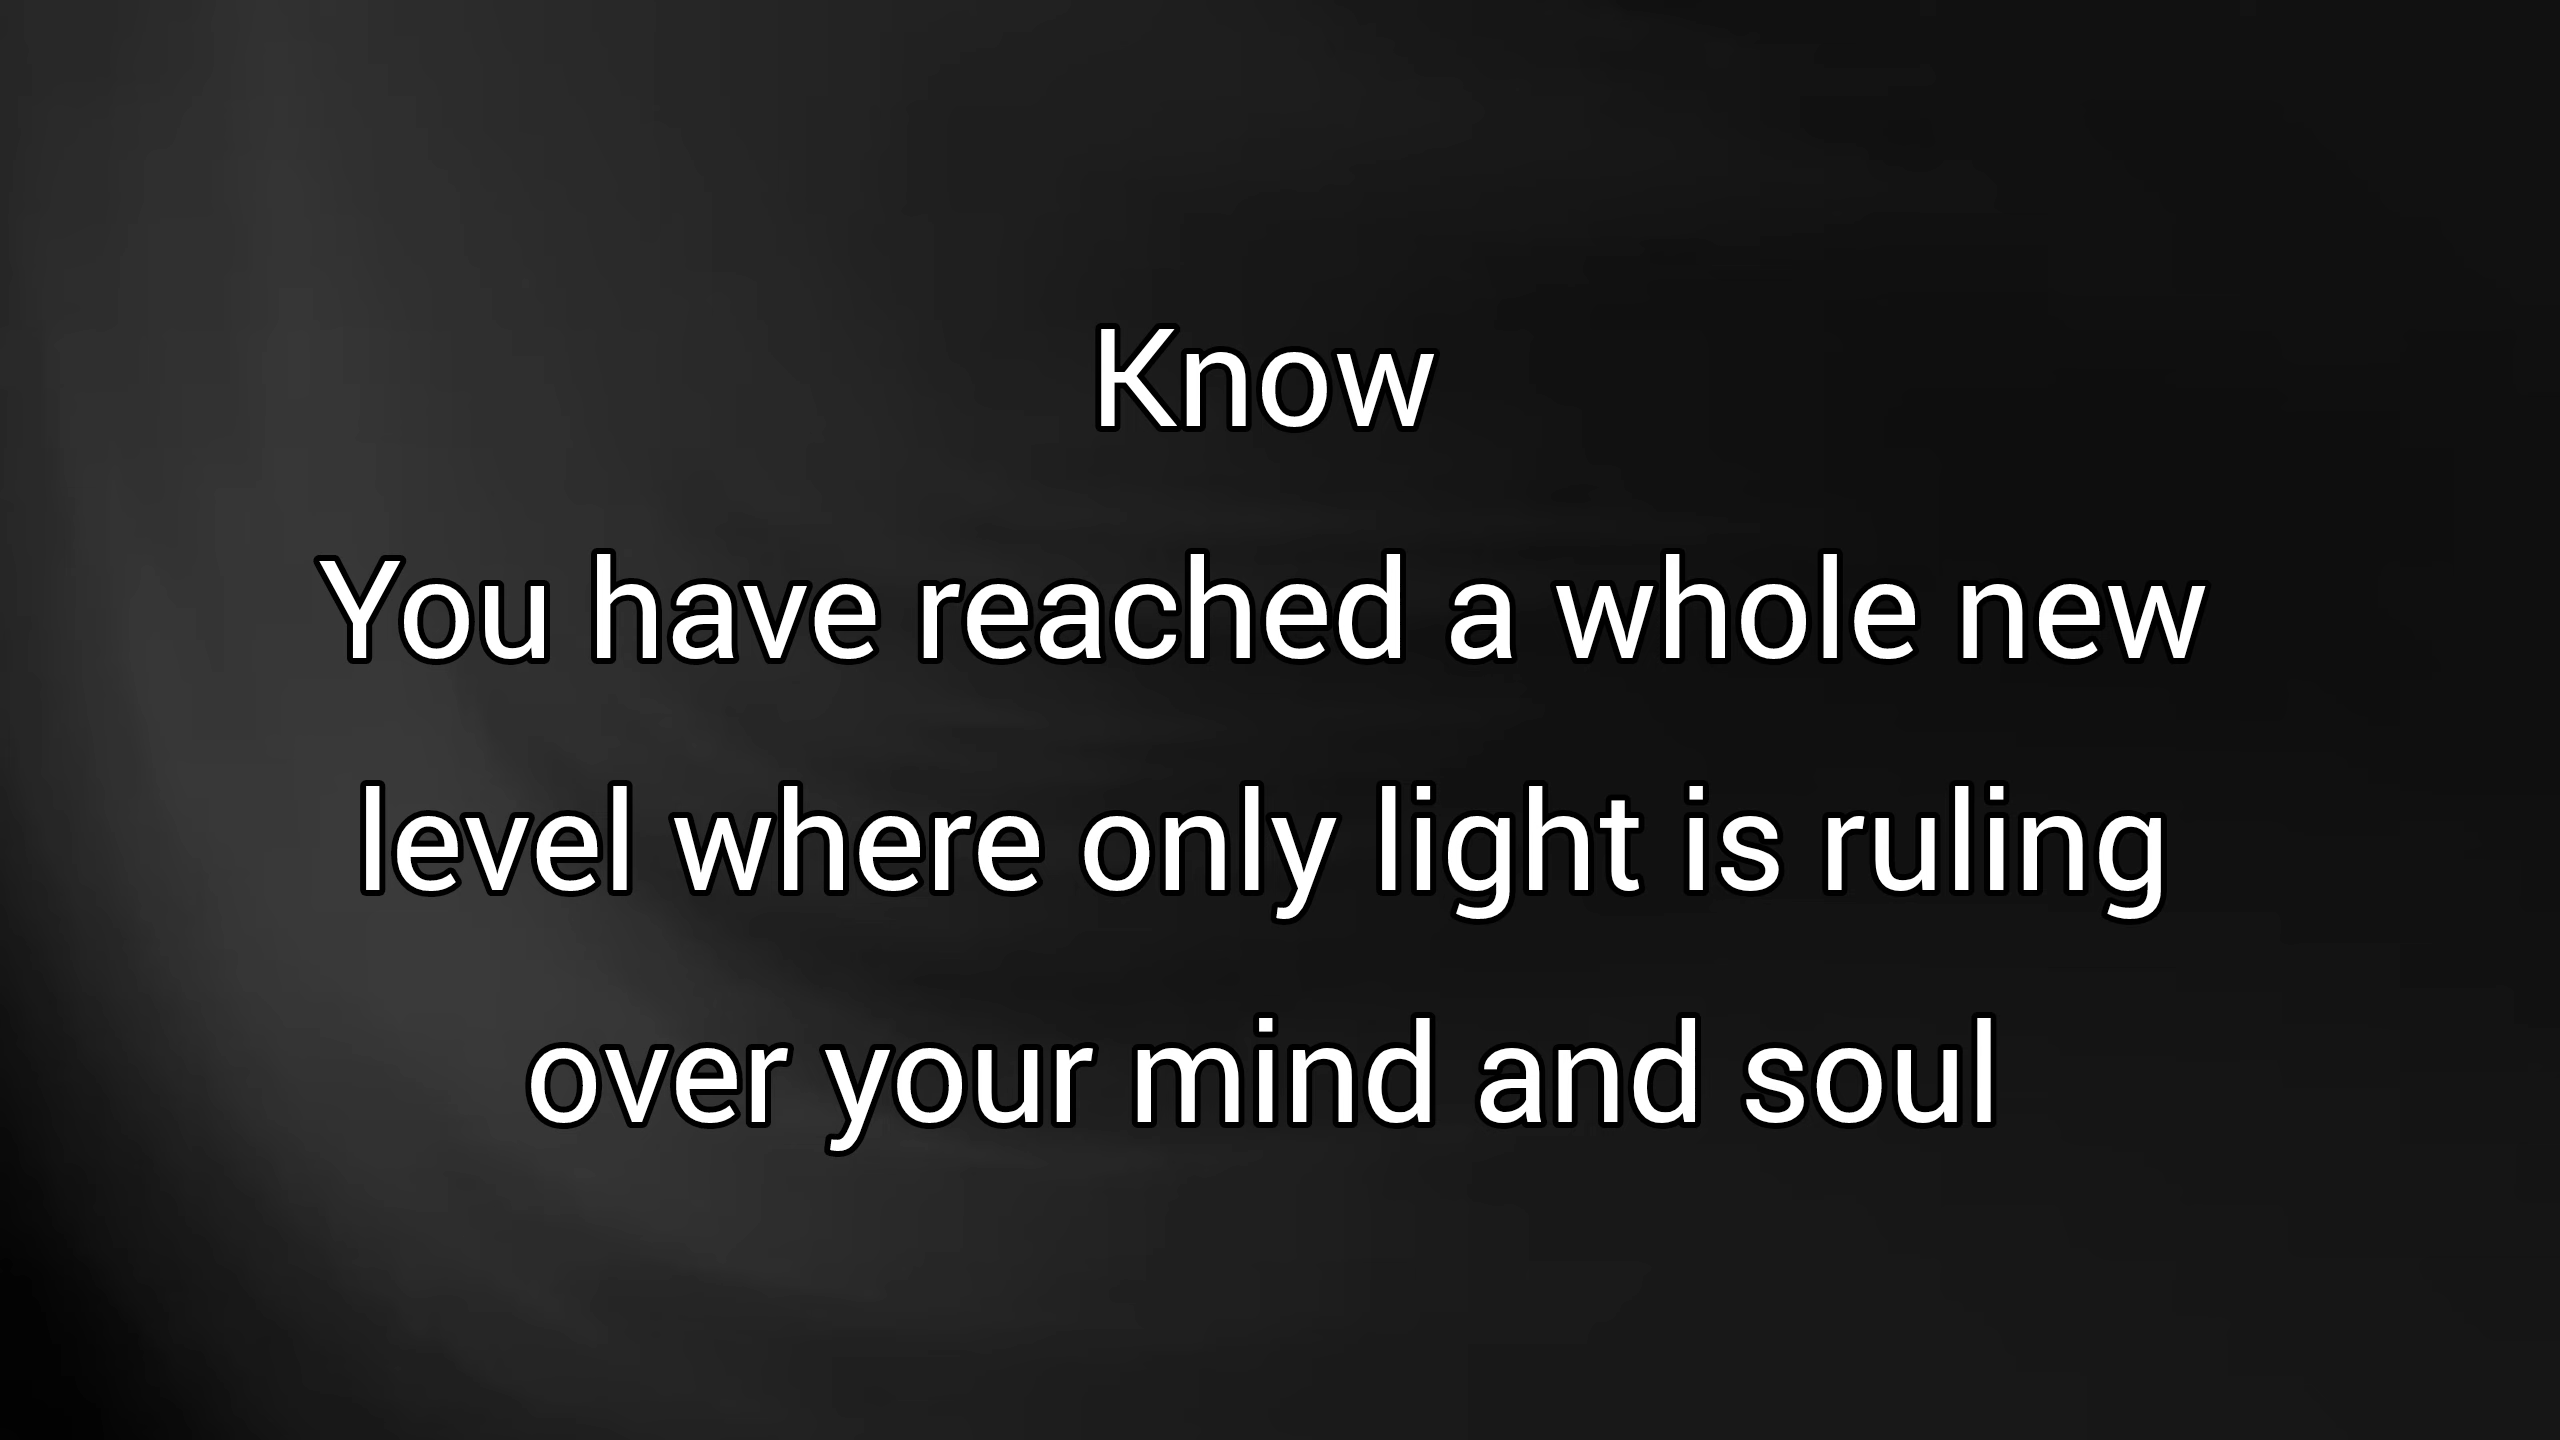 Know
You have reached a whole new
level where only light is ruling
over your mind and soul